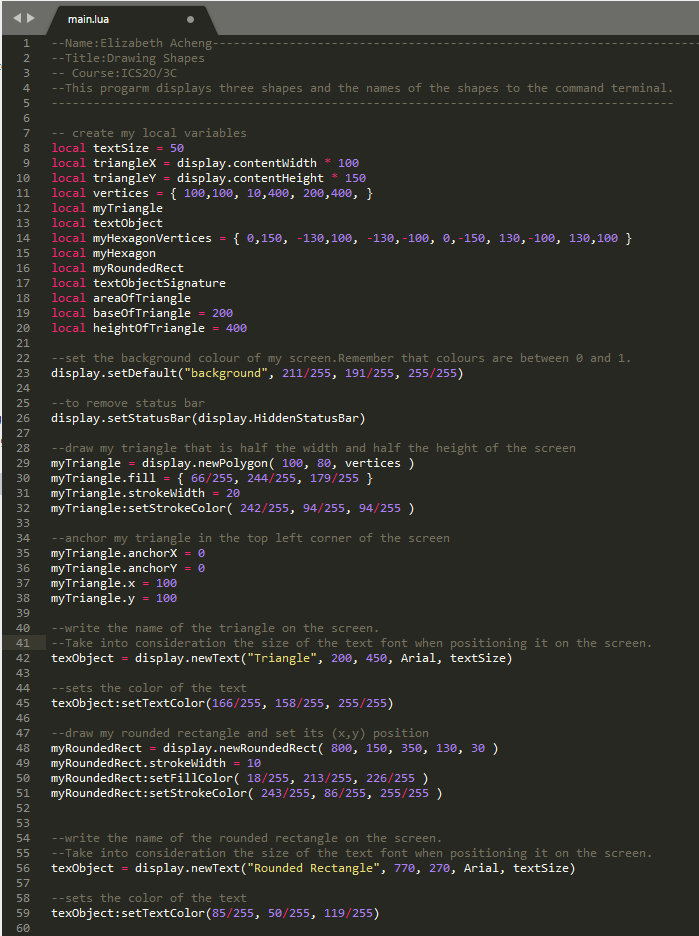 main.lua
1 --Name:Elizabeth Acheng--------------------------------------------------------------------
2 --Title:Drawing Shapes
3 -- Course:ICS2O/3C
4 --This progarm displays three shapes and the names of the shapes to the command terminal.
5 -----------------------------------------------------------------------------------------
6
7 -- create my local variables
8 local textSize = 50
9 local triangleX = display.contentWidth * 100
10 local triangleY = display.contentHeight * 150
11 local vertices = { 100,100, 10,400, 200,400, }
12 local myTriangle
13 local textObject
14 local myHexagonVertices = { 0,150, -130,100, -130,-100, 0,-150, 130,-100, 130,100 }
15 local myHexagon
16 local myRoundedRect
17 local textObjectSignature
18 local areaOfTriangle
19 local baseOfTriangle = 200
20 local heightOfTriangle = 400
21
22 --set the background colour of my screen.Remember that colours are between 0 and 1.
23 display.setDefault("background", 211/255, 191/255, 255/255)
24
25 --to remove status bar
26 display.setStatusBar(display.HiddenStatusBar)
27
28 --draw my triangle that is half the width and half the height of the screen
29 myTriangle = display.newPolygon( 100, 80, vertices )
30 myTriangle.fill = { 66/255, 244/255, 179/255 }
31 myTriangle.strokeWidth = 20
32 myTriangle:setStrokeColor( 242/255, 94/255, 94/255 )
33
34 --anchor my triangle in the top left corner of the screen
35 myTriangle.anchorX = 0
36 myTriangle.anchorY = 0
37 myTriangle.x = 100
38 myTriangle.y = 100
39
40 --write the name of the triangle on the screen.
41 --Take into consideration the size of the text font when positioning it on the screen.
42 texObject = display.newText("Triangle", 200, 450, Arial, textSize)
43
44 --sets the color of the text
45 texObject:setTextColor(166/255, 158/255, 255/255)
46
47 --draw my rounded rectangle and set its (x,y) position
48 myRoundedRect = display.newRoundedRect( 800, 150, 350, 130, 30 )
49 myRoundedRect.strokeWidth = 10
50 myRoundedRect:setFillColor( 18/255, 213/255, 226/255 )
51 myRoundedRect:setStrokeColor( 243/255, 86/255, 255/255 )
52
53
54 --write the name of the rounded rectangle on the screen.
55 --Take into consideration the size of the text font when positioning it on the screen.
56 texObject = display.newText("Rounded Rectangle", 770, 270, Arial, textSize)
57
58 --sets the color of the text
59 texObject:setTextColor(85/255, 50/255, 119/255)
60